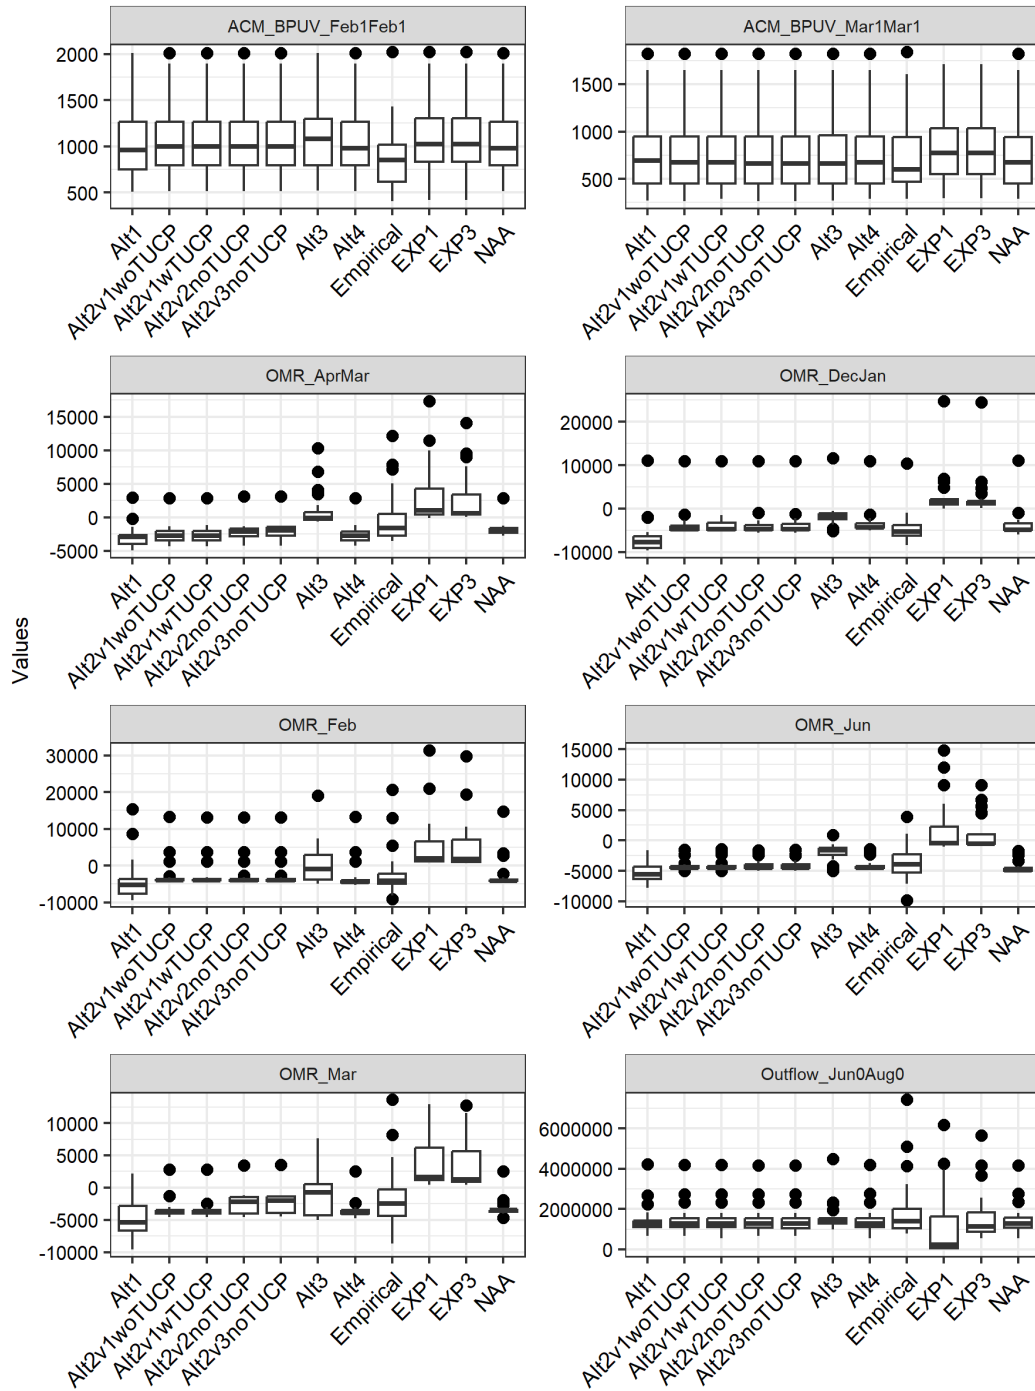 ACM_BPUV_Feb1Feb1
2000
1500
1000
500
Alt1
Alt2v1woTUCP
Alt2v1wTUCP
Alt2v2noTUCP
Alt2v3noTUCP
Alt3
Alt4
Empirical
EXP1
EXP3
NAA
ACM_BPUV_Mar1Mar1
1500
1000
500
Alt1
Alt2v1woTUCP
Alt2v1wTUCP
Alt2v2noTUCP
Alt2v3noTUCP
Alt3
Alt4
Empirical
EXP1
EXP3
NAA
OMR_AprMar
15000
10000
5000
0
-5000
Alt1
Alt2v1woTUCP
Alt2v1wTUCP
Alt2v2noTUCP
Alt2v3noTUCP
Alt3
Alt4
Empirical
EXP1
EXP3
NAA
OMR_DecJan
20000
10000
0
-10000
Alt1
Alt2v1woTUCP
Alt2v1wTUCP
Alt2v2noTUCP
Alt2v3noTUCP
Alt3
Alt4
Empirical
EXP1
EXP3
NAA
Values
OMR_Feb
30000
20000
10000
0
-10000
Alt1
Alt2v1woTUCP
Alt2v1wTUCP
Alt2v2noTUCP
Alt2v3noTUCP
Alt3
Alt4
Empirical
EXP1
EXP3
NAA
OMR_Jun
15000
10000
5000
0
-5000
-10000
Alt1
Alt2v1woTUCP
Alt2v1wTUCP
Alt2v2noTUCP
Alt2v3noTUCP
Alt3
Alt4
Empirical
EXP1
EXP3
NAA
OMR_Mar
10000
5000
0
-5000
-10000
Alt1
Alt2v1woTUCP
Alt2v1wTUCP
Alt2v2noTUCP
Alt2v3noTUCP
Alt3
Alt4
Empirical
EXP1
EXP3
NAA
Outflow_Jun0Aug0
6000000
4000000
2000000
0
Alt1
Alt2v1woTUCP
Alt2v1wTUCP
Alt2v2noTUCP
Alt2v3noTUCP
Alt3
Alt4
Empirical
EXP1
EXP3
NAA